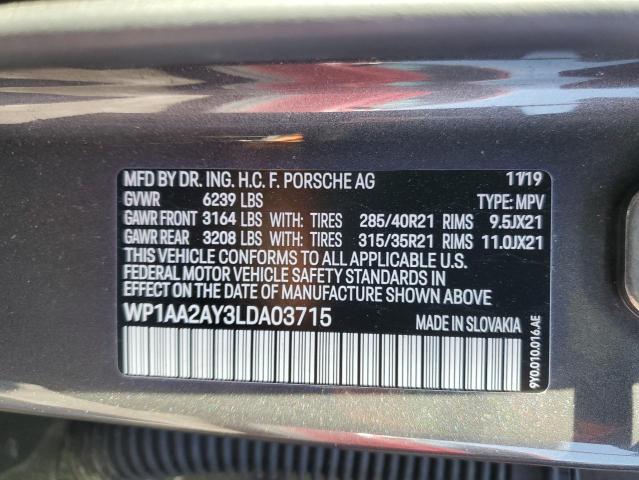 MFD BY DR. ING. H.C. F. PORSCHE AG 11/19
GVWR 6239 LBS TYPE: MPV
GAWR FRONT 3164 LBS WITH: TIRES 285/40R21 RIMS 9.5JX21
GAWR REAR 3208 LBS WITH: TIRES 315/35R21 RIMS 11.0JX21
THIS VEHICLE CONFORMS TO ALL APPLICABLE U.S.
FEDERAL MOTOR VEHICLE SAFETY STANDARDS IN
EFFECT ON THE DATE OF MANUFACTURE SHOWN ABOVE.
WP1AA2AY3LDA03715 MADE IN SLOVAKIA
9Y0.010.016.AE